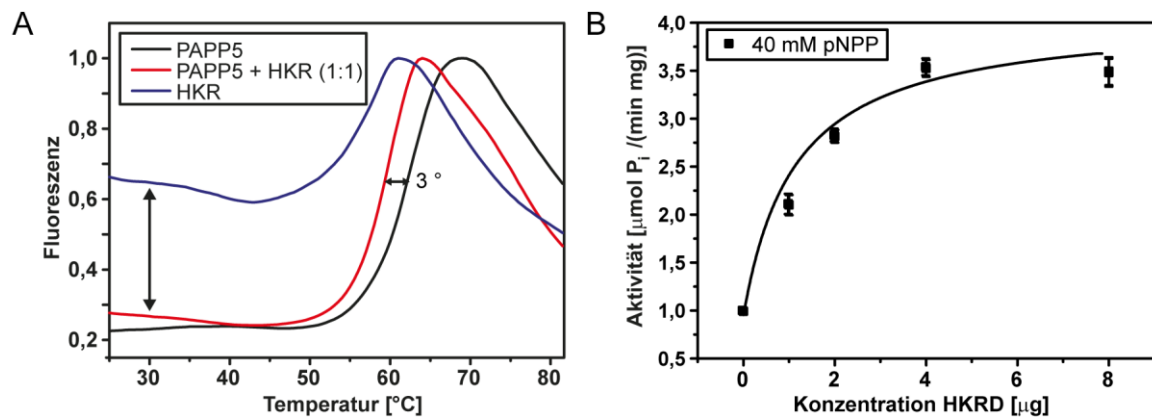 A
PAPP5
PAPP5 + HKR (1:1)
HKR
1,0
0,8
0,6
0,4
0,2
Fluoreszenz
3 °
30 40 50 60 70 80
Temperatur [°C]
B
40 mM pNPP
4,0
3,5
3,0
2,5
2,0
1,5
1,0
0,5
Aktivität [μmol Pi /(min mg)]
0 2 4 6 8
Konzentration HKRD [μg]